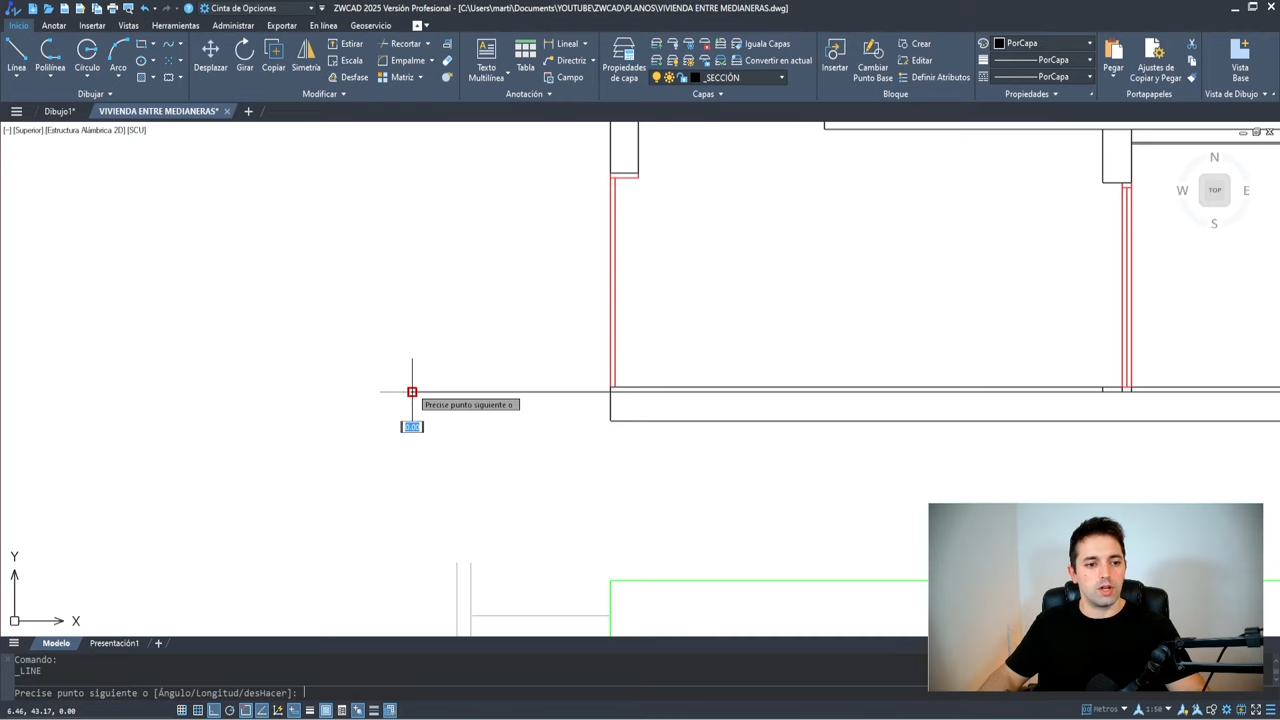 Cinta de Opciones
ZWCAD 2025 Versión Profesional - [C:\Users\marti\Documents\YOUTUBE\ZWCAD\PLANOS\VIVIENDA ENTRE MEDIANERAS.dwg]
Inicio Anotar Insertar Vistas Herramientas Administrar Exportar En línea Geoservicio
Línea Polilínea Círculo Arco
Desplazar Girar Copiar Simetría
Estirar Recortar
Escala Empalme
Desfase Matriz
Texto Multilínea Tabla
Lineal
Directriz
Campo
Propiedades de capa
Iguala Capas
Convertir en actual
_SECCIÓN
Insertar Cambiar Punto Base
Crear
Editar
Definir Atributos
PorCapa
PorCapa
PorCapa
Pegar Ajustes de Copiar y Pegar
Vista Base
Dibujar Modificar Anotación Capas Bloque Propiedades Portapapeles Vista de Dibujo
Dibujo1* VIVIENDA ENTRE MEDIANERAS*
[-] [Superior] [Estructura Alámbrica 2D] [SCU]
N
W TOP E
S
Precise punto siguiente o
0.00
Y
X
Modelo Presentación1
Comando:
_LINE
Precise punto siguiente o [Ángulo/Longitud/desHacer]:
6.46, 43.17, 0.00
Metros 1:50